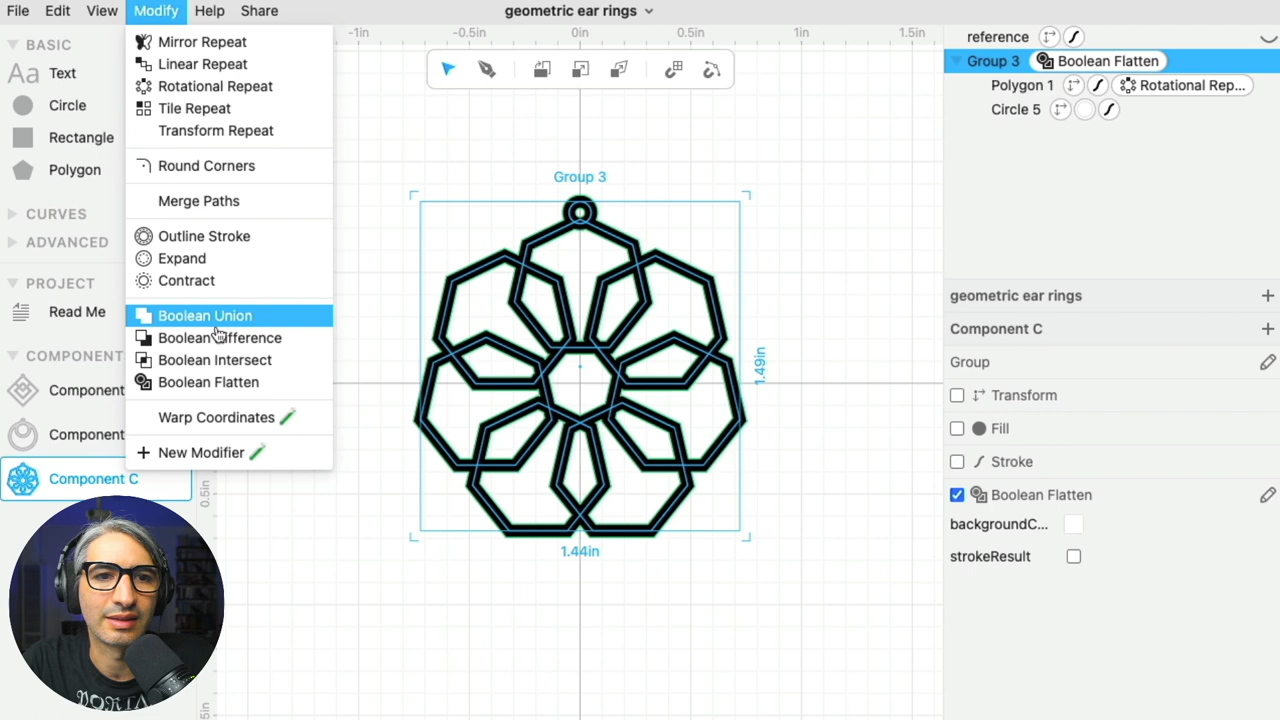 File Edit View Modify Help Share
geometric ear rings
BASIC
Aa Text
Circle
Rectangle
Polygon
CURVES
ADVANCED
PROJECT
Read Me
COMPONENT
Component
Component
Component C
Mirror Repeat
Linear Repeat
Rotational Repeat
Tile Repeat
Transform Repeat
Round Corners
Merge Paths
Outline Stroke
Expand
Contract
Boolean Union
Boolean Difference
Boolean Intersect
Boolean Flatten
Warp Coordinates
New Modifier
-1in -0.5in 0in 0.5in 1in 1.5in
0.5in
Group 3
1.49in
1.44in
reference
Group 3 Boolean Flatten
Polygon 1 Rotational Rep...
Circle 5
geometric ear rings
Component C
Group
Transform
Fill
Stroke
Boolean Flatten
backgroundC...
strokeResult